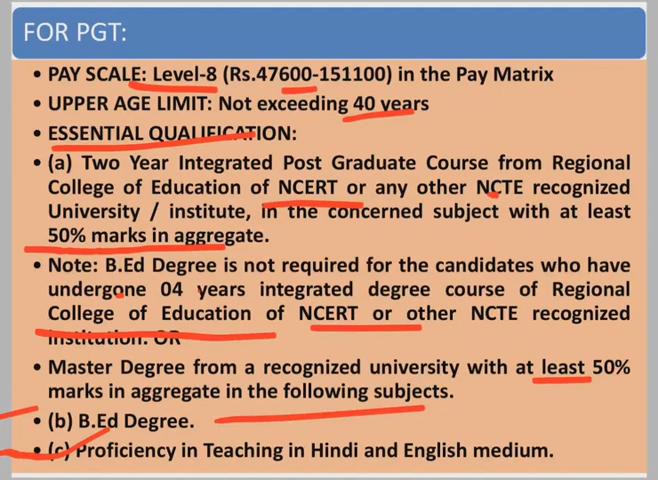 FOR PGT:
• PAY SCALE: Level-8 (Rs.47600-151100) in the Pay Matrix
• UPPER AGE LIMIT: Not exceeding 40 years
• ESSENTIAL QUALIFICATION:
• (a) Two Year Integrated Post Graduate Course from Regional
College of Education of NCERT or any other NCTE recognized
University / institute, in the concerned subject with at least
50% marks in aggregate.
• Note: B.Ed Degree is not required for the candidates who have
undergone 04 years integrated degree course of Regional
College of Education of NCERT or other NCTE recognized
institution. OR
• Master Degree from a recognized university with at least 50%
marks in aggregate in the following subjects.
• (b) B.Ed Degree.
• (c) Proficiency in Teaching in Hindi and English medium.